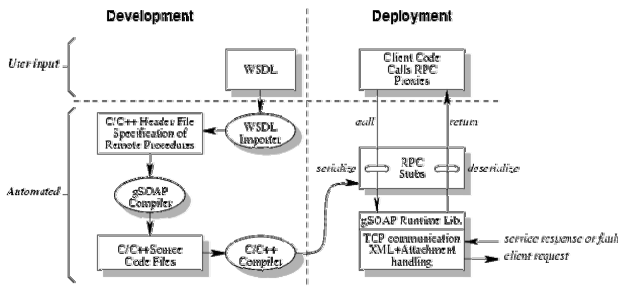 Development
Deployment
User input
WSDL
Client Code
Calls RPC
Proxies
C/C++ Header File
Specification of
Remote Procedures
WSDL
Importer
call
return
serialize
RPC
Stubs
deserialize
Automated
gSOAP
Compiler
gSOAP Runtime Lib.
TCP communication
XML+Attachment
handling
service response or fault
client request
C/C++Source
Code Files
C/C++
Compiler